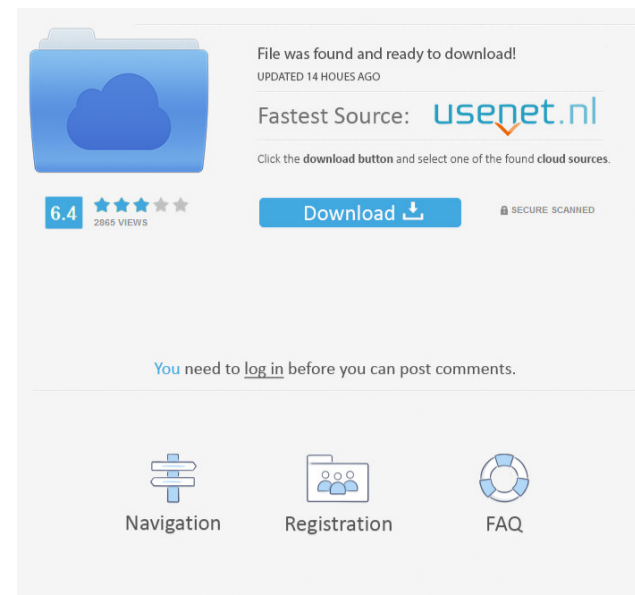 File was found and ready to download!
UPDATED 14 HOUES AGO
Fastest Source: usenet.nl
Click the download button and select one of the found cloud sources.
6.4
2865 VIEWS
Download
SECURE SCANNED
You need to log in before you can post comments.
Navigation
Registration
FAQ